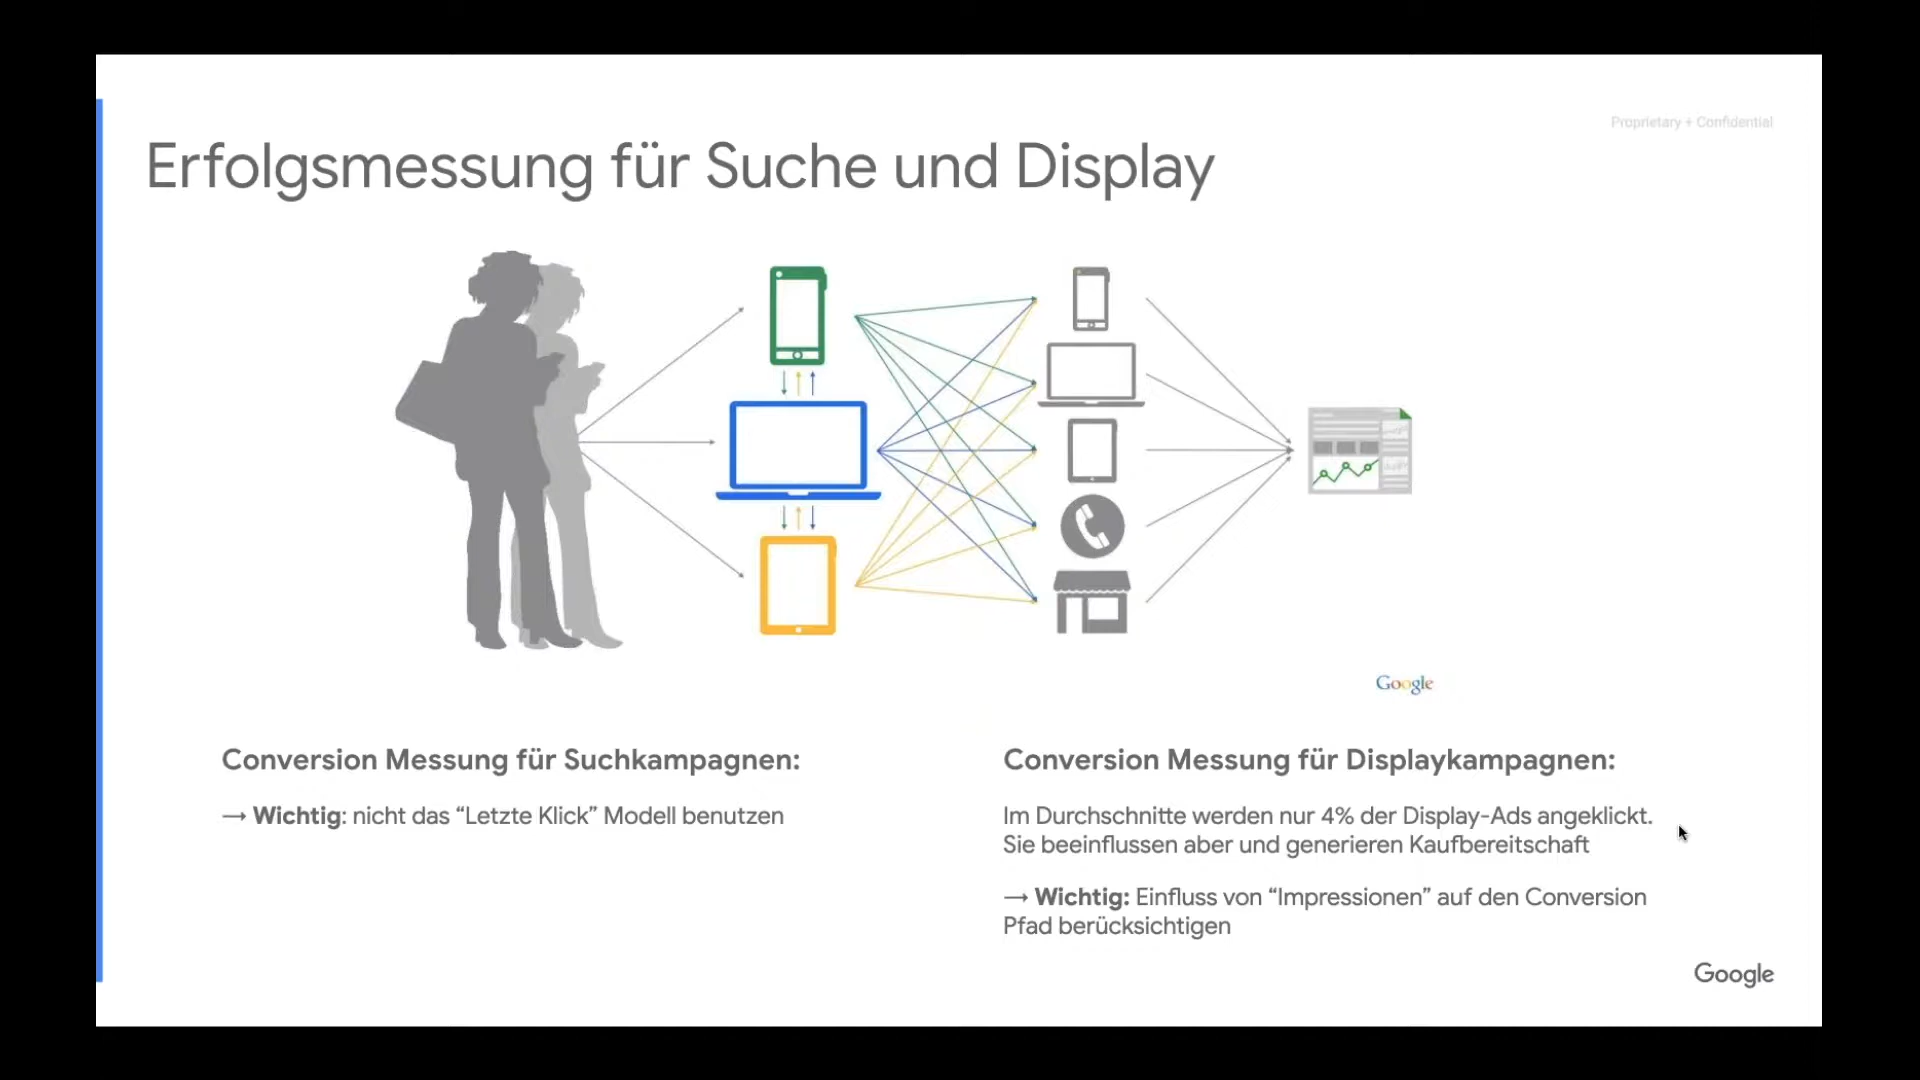 Proprietary + Confidential
Erfolgsmessung für Suche und Display
Google
Conversion Messung für Suchkampagnen:
→ Wichtig: nicht das “Letzte Klick” Modell benutzen
Conversion Messung für Displaykampagnen:
Im Durchschnitte werden nur 4% der Display-Ads angeklickt.
Sie beeinflussen aber und generieren Kaufbereitschaft
→ Wichtig: Einfluss von “Impressionen” auf den Conversion
Pfad berücksichtigen
Google